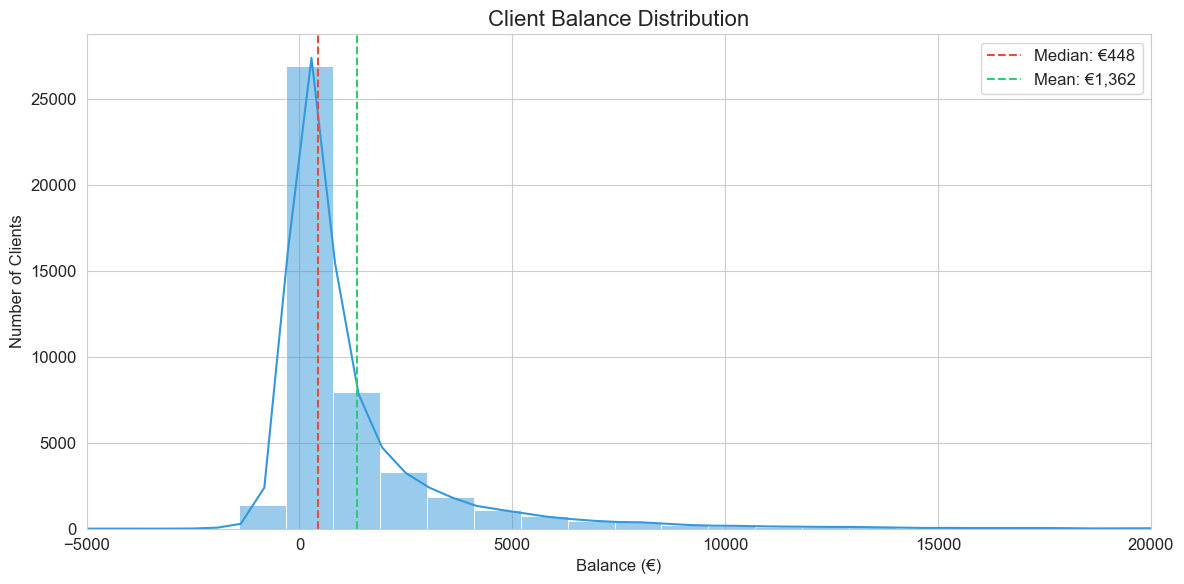 Client Balance Distribution
Median: €448
Mean: €1,362
Number of Clients
25000
20000
15000
10000
5000
0
−5000
0
5000
10000
15000
20000
Balance (€)